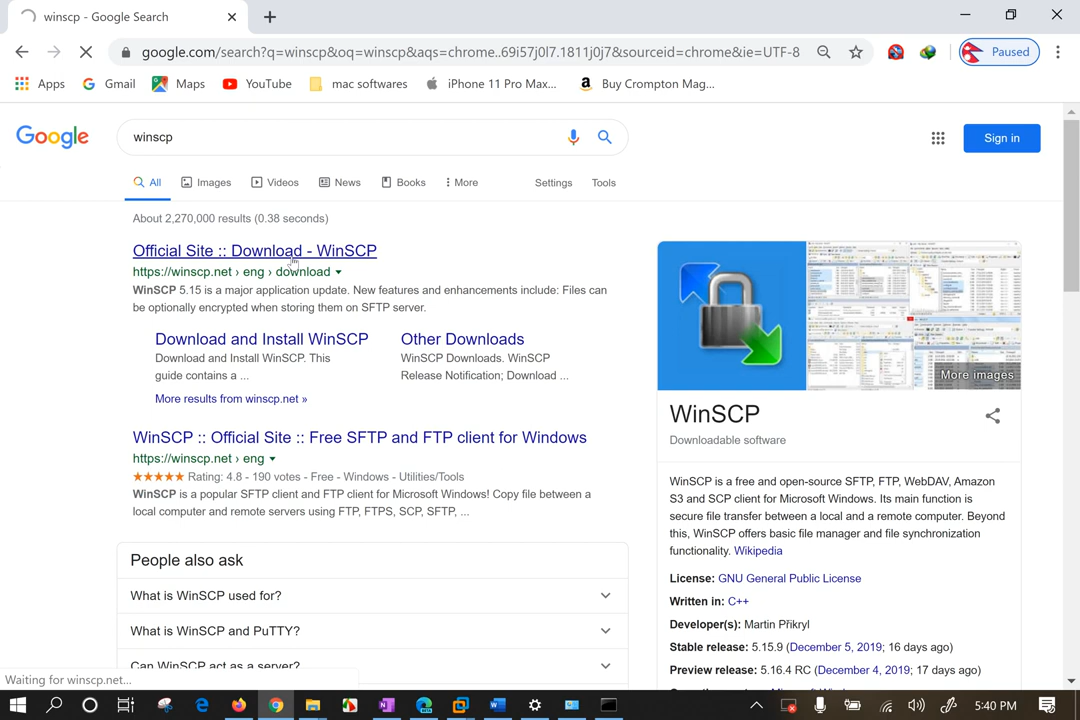 winscp - Google Search
google.com/search?q=winscp&oq=winscp&aqs=chrome..69i57j0l7.1811j0j7&sourceid=chrome&ie=UTF-8
Paused
Apps
Gmail
Maps
YouTube
mac softwares
iPhone 11 Pro Max...
Buy Crompton Mag...
Google
winscp
Sign in
All
Images
Videos
News
Books
More
Settings
Tools
About 2,270,000 results (0.38 seconds)
Official Site :: Download - WinSCP
https://winscp.net › eng › download
WinSCP 5.15 is a major application update. New features and enhancements include: Files can
be optionally encrypted when storing them on SFTP server.
Download and Install WinSCP
Download and Install WinSCP. This
guide contains a ...
Other Downloads
WinSCP Downloads. WinSCP
Release Notification; Download ...
More results from winscp.net »
WinSCP :: Official Site :: Free SFTP and FTP client for Windows
https://winscp.net › eng
Rating: 4.8 - 190 votes - Free - Windows - Utilities/Tools
WinSCP is a popular SFTP client and FTP client for Microsoft Windows! Copy file between a
local computer and remote servers using FTP, FTPS, SCP, SFTP, ...
People also ask
What is WinSCP used for?
What is WinSCP and PuTTY?
Can WinSCP act as a server?
More images
WinSCP
Downloadable software
WinSCP is a free and open-source SFTP, FTP, WebDAV, Amazon
S3 and SCP client for Microsoft Windows. Its main function is
secure file transfer between a local and a remote computer. Beyond
this, WinSCP offers basic file manager and file synchronization
functionality. Wikipedia
License: GNU General Public License
Written in: C++
Developer(s): Martin Přikryl
Stable release: 5.15.9 (December 5, 2019; 16 days ago)
Preview release: 5.16.4 RC (December 4, 2019; 17 days ago)
Waiting for winscp.net...
5:40 PM